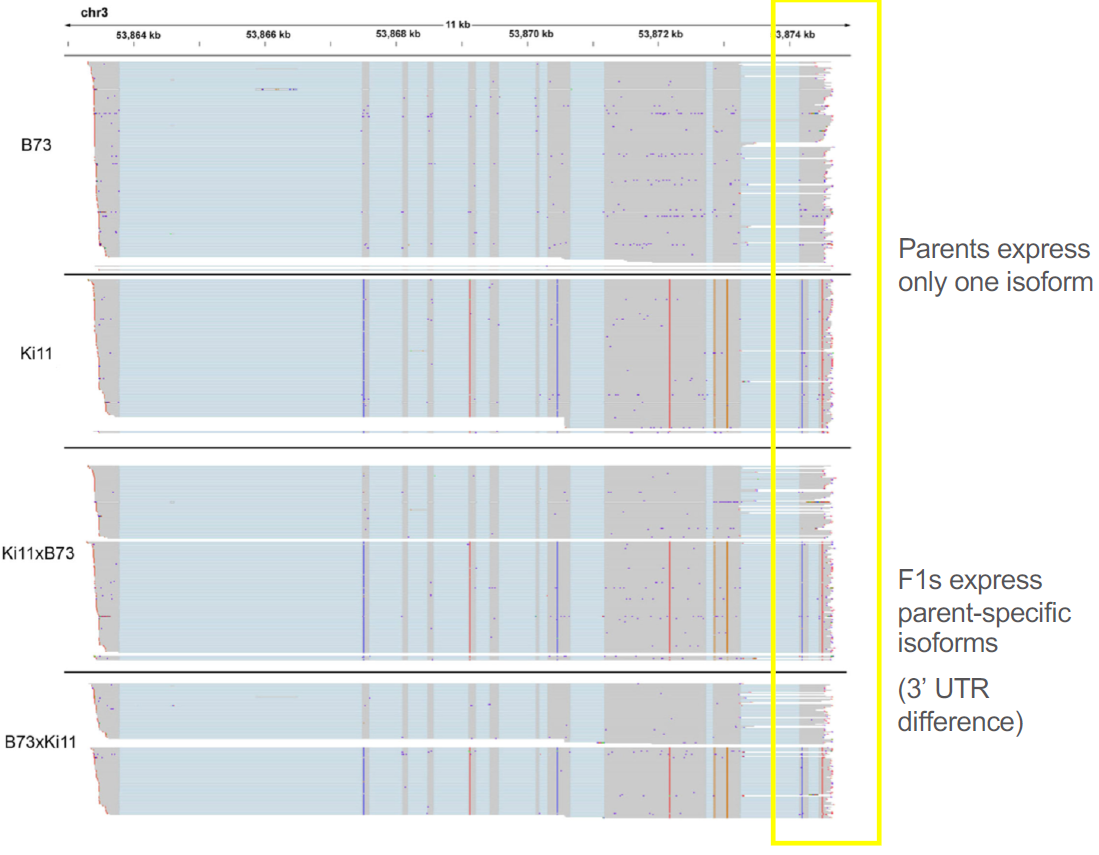 chr3
11 kb
53,864 kb 53,866 kb 53,868 kb 53,870 kb 53,872 kb 3,874 kb
B73
Parents express
only one isoform
Ki11
Ki11xB73
F1s express
parent-specific
isoforms
(3’ UTR
difference)
B73xKi11